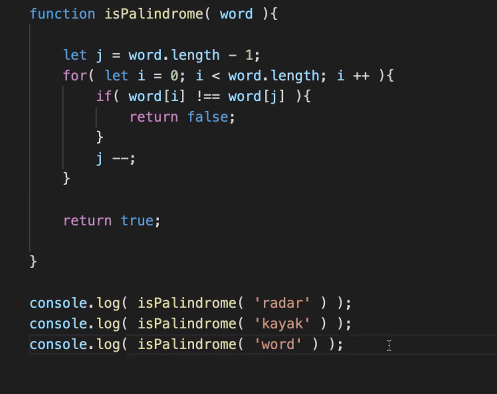 function isPalindrome( word ){
let j = word.length - 1;
for( let i = 0; i < word.length; i ++ ){
if( word[i] !== word[j] ){
return false;
}
j --;
}
return true;
}
console.log( isPalindrome( 'radar' ) );
console.log( isPalindrome( 'kayak' ) );
console.log( isPalindrome( 'word' ) );